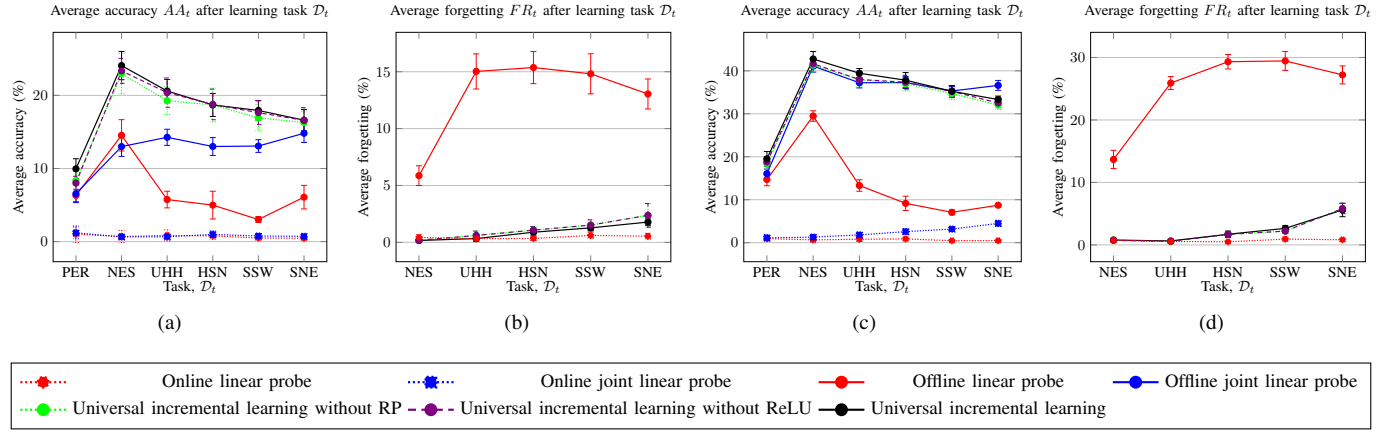 Average accuracy AA_t after learning task D_t
Average accuracy (%)
20
10
0
PER NES UHH HSN SSW SNE
Task, D_t
(a)
Average forgetting FR_t after learning task D_t
Average forgetting (%)
15
10
5
0
NES UHH HSN SSW SNE
Task, D_t
(b)
Average accuracy AA_t after learning task D_t
Average accuracy (%)
40
30
20
10
0
PER NES UHH HSN SSW SNE
Task, D_t
(c)
Average forgetting FR_t after learning task D_t
Average forgetting (%)
30
20
10
0
NES UHH HSN SSW SNE
Task, D_t
(d)
Online linear probe Online joint linear probe Offline linear probe Offline joint linear probe
Universal incremental learning without RP Universal incremental learning without ReLU Universal incremental learning